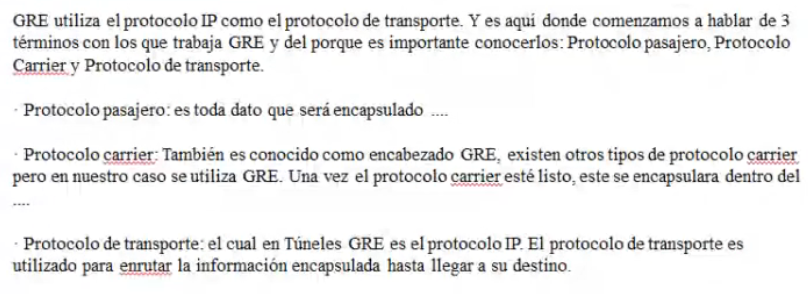 GRE utiliza el protocolo IP como el protocolo de transporte. Y es aquí donde comenzamos a hablar de 3
términos con los que trabaja GRE y del porque es importante conocerlos: Protocolo pasajero, Protocolo
Carrier y Protocolo de transporte.
· Protocolo pasajero: es toda dato que será encapsulado ....
· Protocolo carrier: También es conocido como encabezado GRE, existen otros tipos de protocolo carrier
pero en nuestro caso se utiliza GRE. Una vez el protocolo carrier esté listo, este se encapsulara dentro del
....
· Protocolo de transporte: el cual en Túneles GRE es el protocolo IP. El protocolo de transporte es
utilizado para enrutar la información encapsulada hasta llegar a su destino.